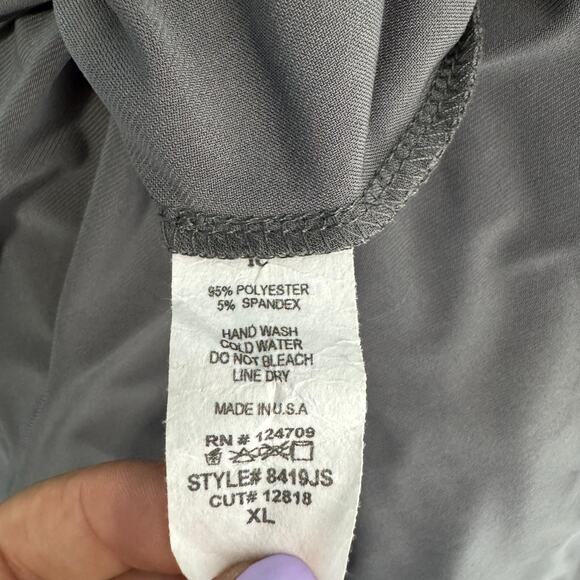 95% POLYESTER
5% SPANDEX
HAND WASH
COLD WATER
DO NOT BLEACH
LINE DRY
MADE IN U.S.A
RN # 124709
STYLE# 8419JS
CUT# 12818
XL